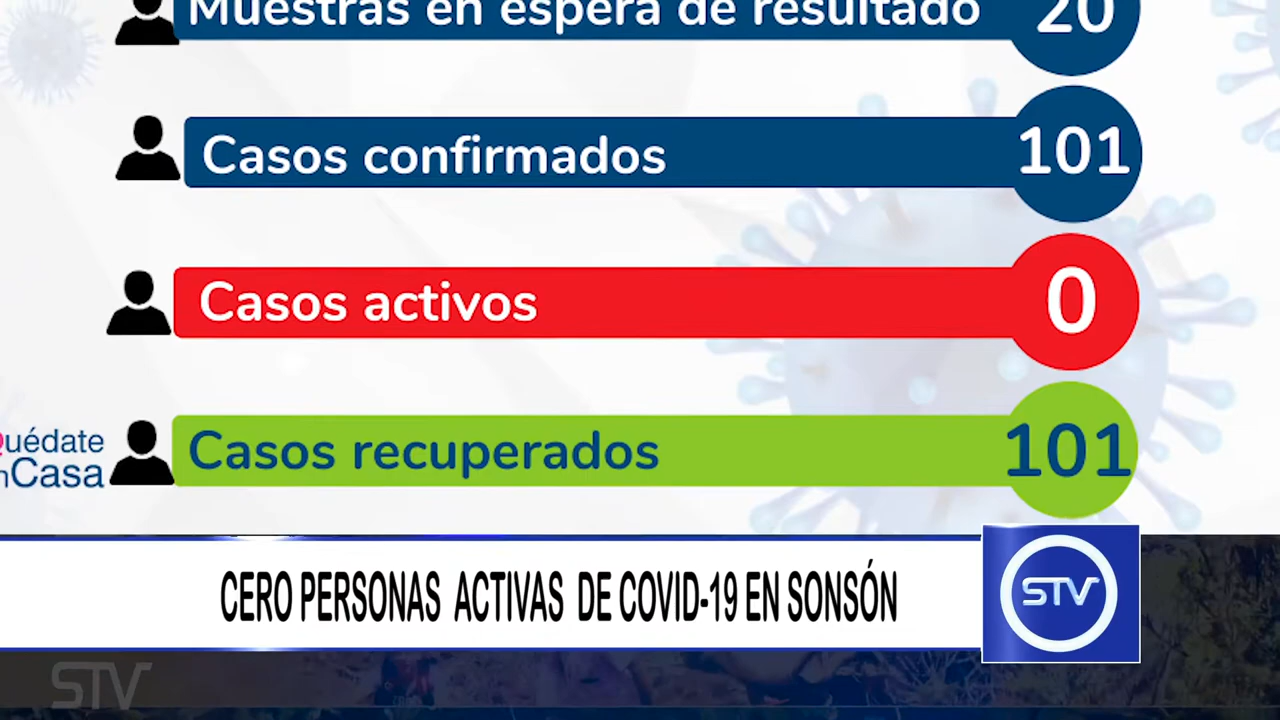 Muestras en espera de resultado 20
Casos confirmados 101
Casos activos 0
Quédate
nCasa
Casos recuperados 101
CERO PERSONAS ACTIVAS DE COVID-19 EN SONSÓN
STV
STV